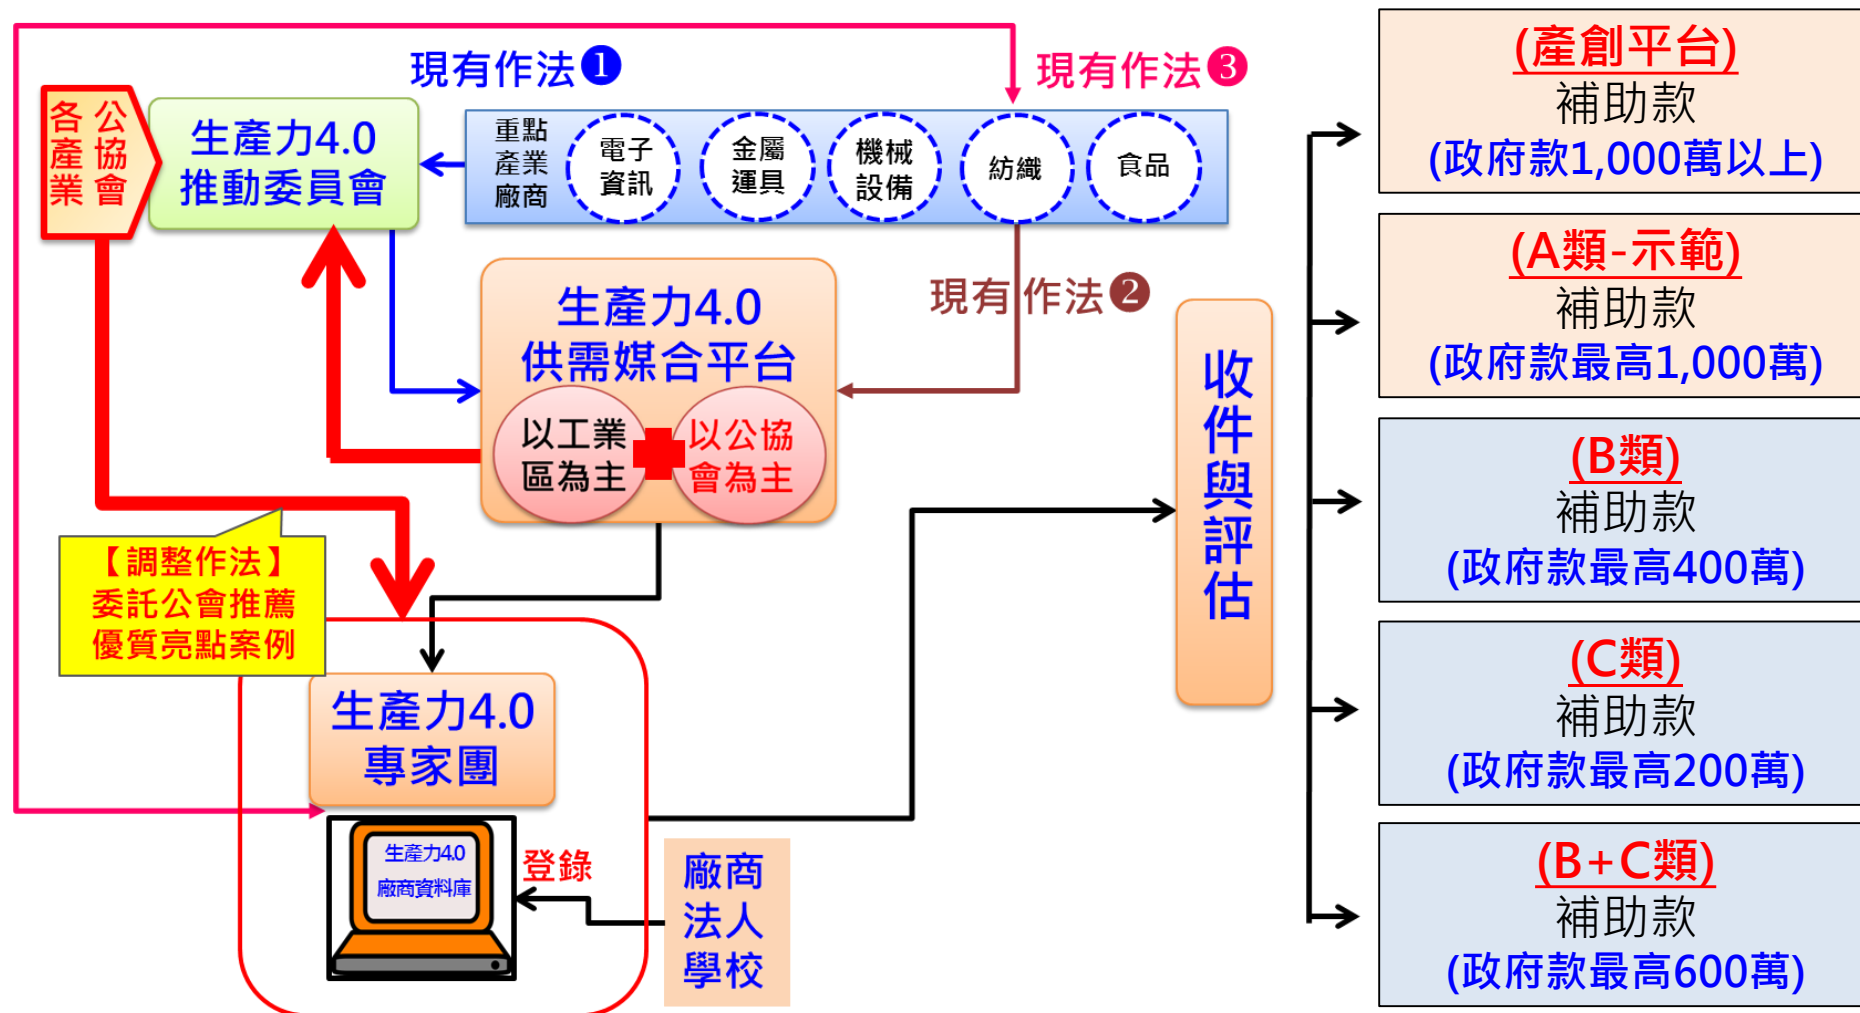 現有作法❶
現有作法❸
各產業
公協會
生產力4.0
推動委員會
重點
產業
廠商
電子
資訊
金屬
運具
機械
設備
紡織
食品
現有作法❷
生產力4.0
供需媒合平台
以工業
區為主
以公協
會為主
【調整作法】
委託公會推薦
優質亮點案例
生產力4.0
專家團
生產力4.0
廠商資料庫
登錄
廠商
法人
學校
收件與評估
(產創平台)
補助款
(政府款1,000萬以上)
(A類-示範)
補助款
(政府款最高1,000萬)
(B類)
補助款
(政府款最高400萬)
(C類)
補助款
(政府款最高200萬)
(B+C類)
補助款
(政府款最高600萬)